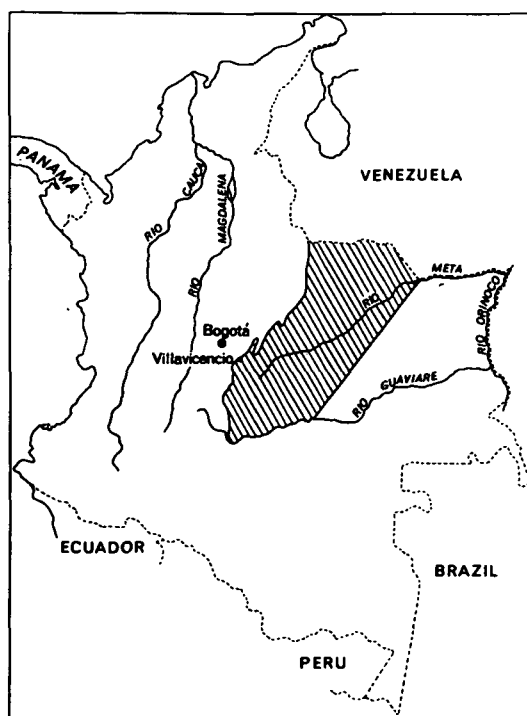 PANAMA
VENEZUELA
RIO CAUCA
RIO MAGDALENA
RIO META
RIO ORINOCO
Bogotá
Villavicencio
RIO GUAVIARE
ECUADOR
BRAZIL
PERU